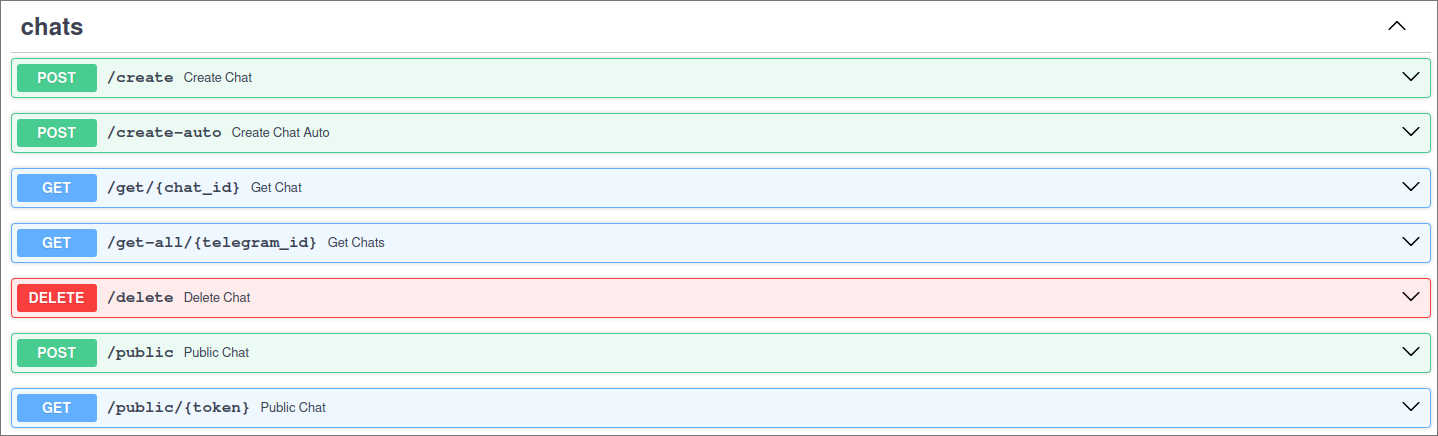 chats
POST /create Create Chat
POST /create-auto Create Chat Auto
GET /get/{chat_id} Get Chat
GET /get-all/{telegram_id} Get Chats
DELETE /delete Delete Chat
POST /public Public Chat
GET /public/{token} Public Chat